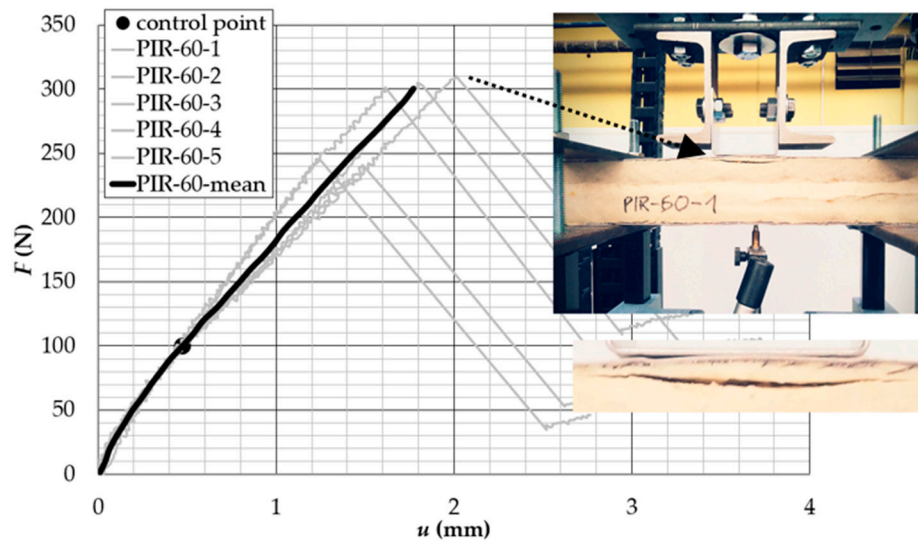 350
300
250
200
150
100
50
0
F (N)
control point
PIR-60-1
PIR-60-2
PIR-60-3
PIR-60-4
PIR-60-5
PIR-60-mean
PIR-60-1
0
1
2
3
4
u (mm)